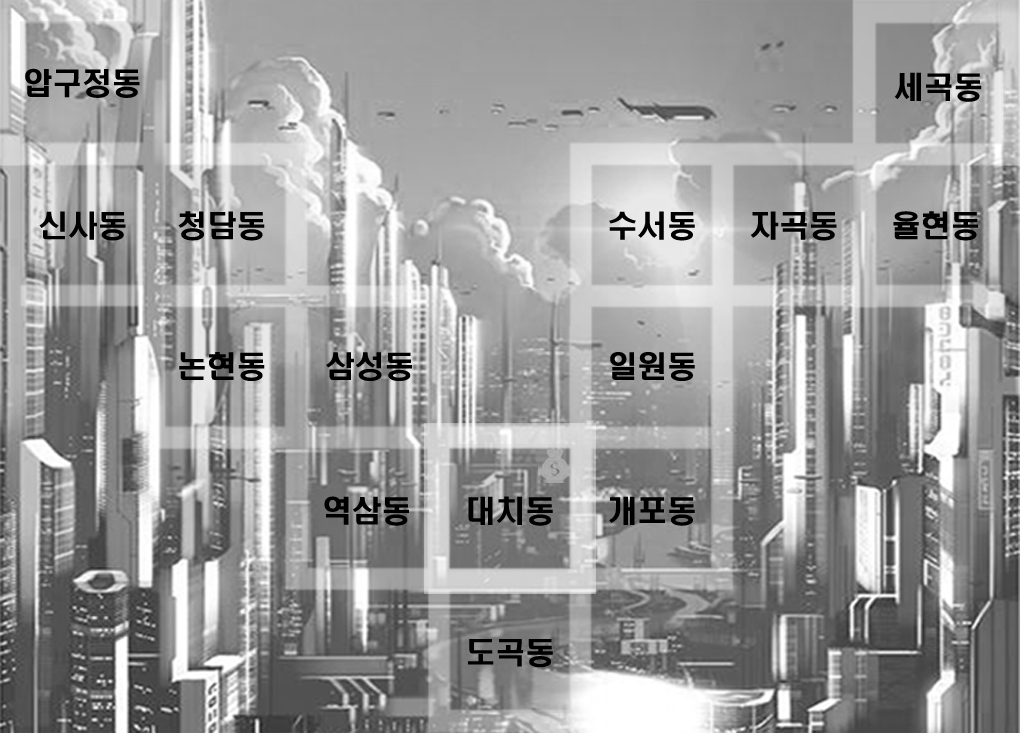 압구정동 세곡동
신사동 청담동 수서동 자곡동 율현동
논현동 삼성동 일원동
역삼동 대치동 개포동
도곡동